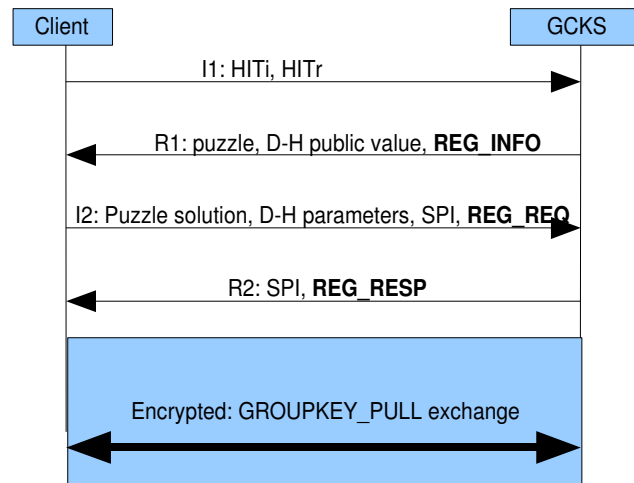 Client
GCKS
I1: HITi, HITr
R1: puzzle, D-H public value, REG_INFO
I2: Puzzle solution, D-H parameters, SPI, REG_REQ
R2: SPI, REG_RESP
Encrypted: GROUPKEY_PULL exchange